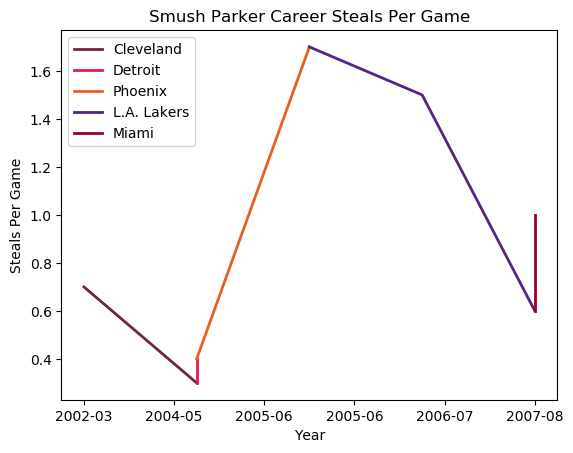 Smush Parker Career Steals Per Game
Cleveland
Detroit
Phoenix
L.A. Lakers
Miami
Steals Per Game
1.6
1.4
1.2
1.0
0.8
0.6
0.4
2002-03
2004-05
2005-06
2005-06
2006-07
2007-08
Year